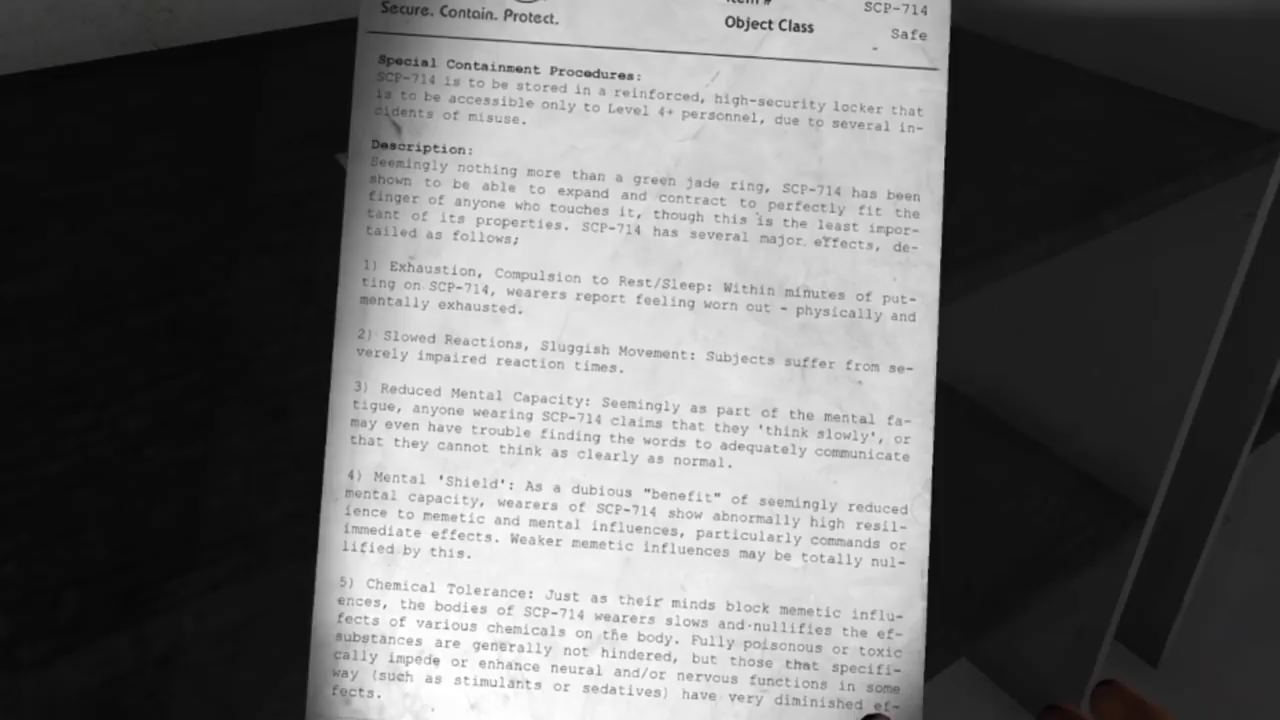 Item #
SCP-714
Secure. Contain. Protect.
Object Class
Safe
Special Containment Procedures:
SCP-714 is to be stored in a reinforced, high-security locker that
is to be accessible only to Level 4+ personnel, due to several in-
cidents of misuse.
Description:
Seemingly nothing more than a green jade ring, SCP-714 has been
shown to be able to expand and contract to perfectly fit the
finger of anyone who touches it, though this is the least impor-
tant of its properties. SCP-714 has several major effects, de-
tailed as follows;
1) Exhaustion, Compulsion to Rest/Sleep: Within minutes of put-
ting on SCP-714, wearers report feeling worn out - physically and
mentally exhausted.
2) Slowed Reactions, Sluggish Movement: Subjects suffer from se-
verely impaired reaction times.
3) Reduced Mental Capacity: Seemingly as part of the mental fa-
tigue, anyone wearing SCP-714 claims that they 'think slowly', or
may even have trouble finding the words to adequately communicate
that they cannot think as clearly as normal.
4) Mental 'Shield': As a dubious "benefit" of seemingly reduced
mental capacity, wearers of SCP-714 show abnormally high resil-
ience to memetic and mental influences, particularly commands or
immediate effects. Weaker memetic influences may be totally nul-
lified by this.
5) Chemical Tolerance: Just as their minds block memetic influ-
ences, the bodies of SCP-714 wearers slows and nullifies the ef-
fects of various chemicals on the body. Fully poisonous or toxic
substances are generally not hindered, but those that specifi-
cally impede or enhance neural and/or nervous functions in some
way (such as stimulants or sedatives) have very diminished ef-
fects.